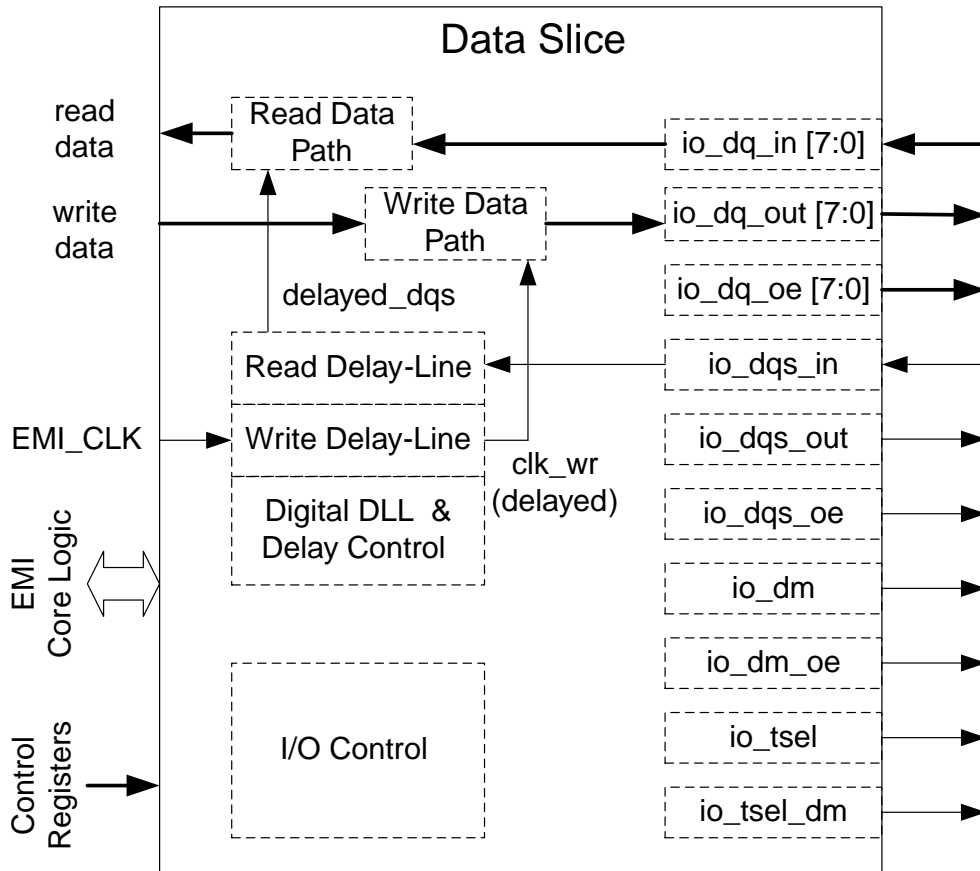 Data Slice
read
data
Read Data
Path
io_dq_in [7:0]
write
data
Write Data
Path
io_dq_out [7:0]
delayed_dqs
io_dq_oe [7:0]
Read Delay-Line
io_dqs_in
EMI_CLK
Write Delay-Line
clk_wr
(delayed)
io_dqs_out
Digital DLL &
Delay Control
io_dqs_oe
EMI
Core Logic
io_dm
io_dm_oe
Control
Registers
I/O Control
io_tsel
io_tsel_dm